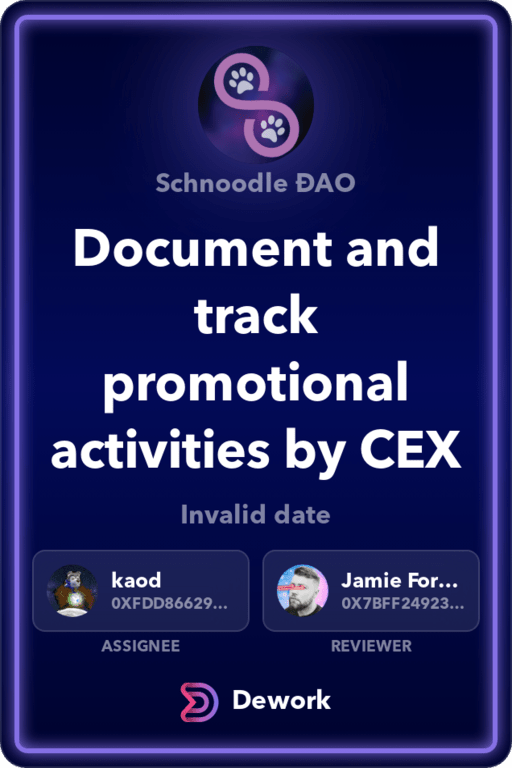 Schnoodle ĐAO
Document and
track
promotional
activities by CEX
Invalid date
kaod
0XFDD86629...
ASSIGNEE
Jamie For...
0X7BFF24923...
REVIEWER
Dework